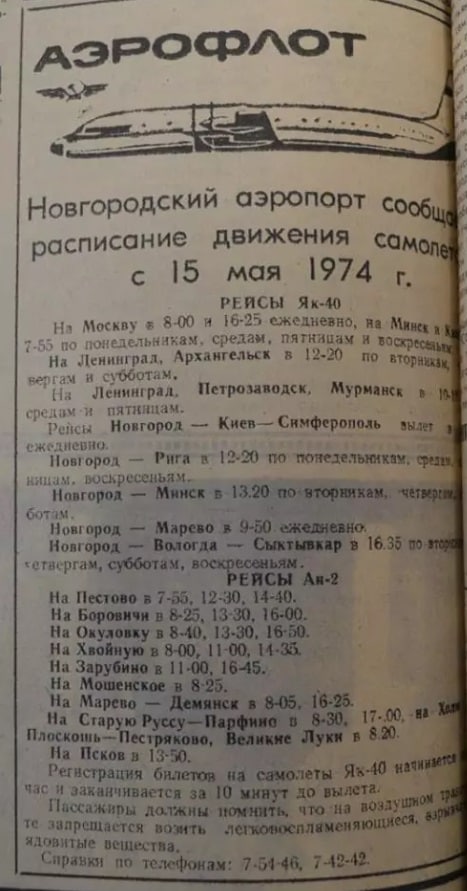 АЭРОФЛОТ
Новгородский аэропорт
расписание движения
с 15 мая 1974 г.
РЕЙСЫ Як-40
На Москву в 8-00 и 16-25 ежедневно, на Минск в
7-55 по понедельникам, средам, пятницам и воскресеньям
На Ленинград, Архангельск в 12-20 по вторникам,
вергам и субботам.
На Ленинград, Петрозаводск, Мурманск в
средам и пятницам.
Рейсы Новгород — Киев—Симферополь вылет
ежедневно.
Новгород — Рига в 12-20 по понедельникам, средам,
ницам, воскресеньям.
Новгород — Минск в 13.20 по вторникам, четвергам,
ботам.
Новгород — Марево в 9-50 ежедневно.
Новгород — Вологда — Сыктывкар в 16.35 по
четвергам, субботам, воскресеньям.
РЕЙСЫ Ан-2
На Пестово в 7-55, 12-30, 14-40.
На Боровичи в 8-25, 13-30, 16-00.
На Окуловку в 8-40, 13-30, 16-50.
На Хвойную в 8-00, 11-00, 14-35.
На Зарубино в 11-00, 16-45.
На Мошенское в 8-25.
На Марево — Демянск в 8-05, 16-25.
На Старую Руссу—Парфино в 8-30, 17-.00, на
Плоскошь—Пестряково, Великие Луки в 8.20.
На Псков в 13-50.
Регистрация билетов на самолеты Як-40 начинается
час и заканчивается за 10 минут до вылета.
Пассажиры должны помнить, что на воздушном
те запрещается возить легковоспламеняющиеся,
ядовитые вещества.
Справки по телефонам: 7-54-46, 7-42-42.